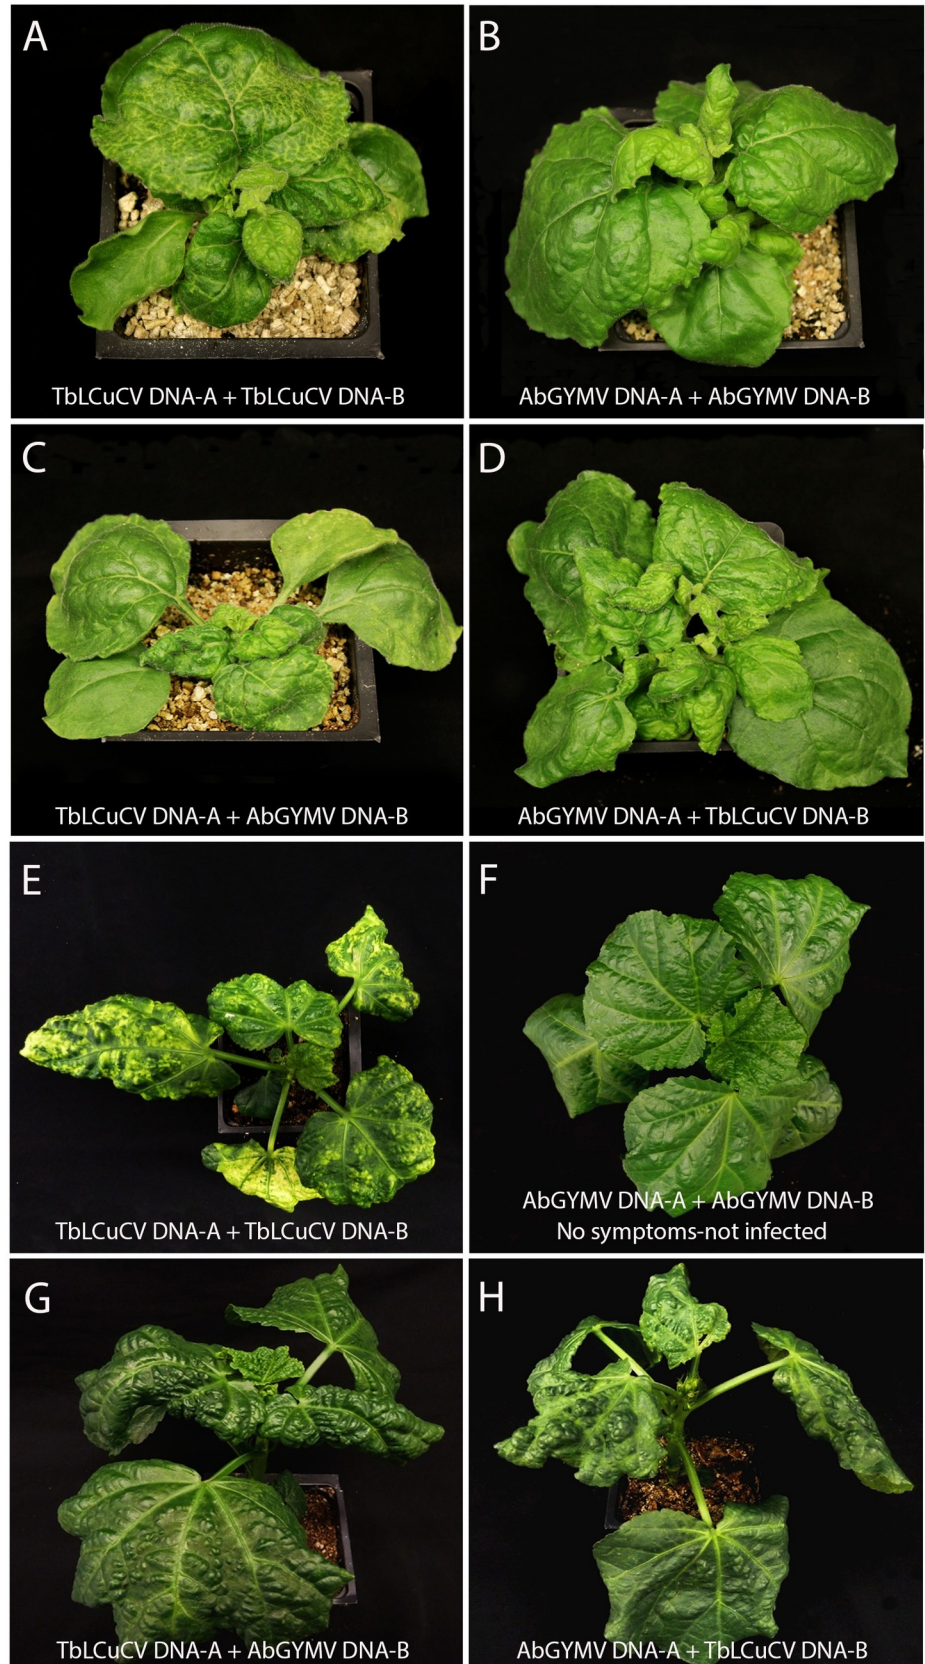 A
TbLCuCV DNA-A + TbLCuCV DNA-B
B
AbGYMV DNA-A + AbGYMV DNA-B
C
TbLCuCV DNA-A + AbGYMV DNA-B
D
AbGYMV DNA-A + TbLCuCV DNA-B
E
TbLCuCV DNA-A + TbLCuCV DNA-B
F
AbGYMV DNA-A + AbGYMV DNA-B
No symptoms-not infected
G
TbLCuCV DNA-A + AbGYMV DNA-B
H
AbGYMV DNA-A + TbLCuCV DNA-B